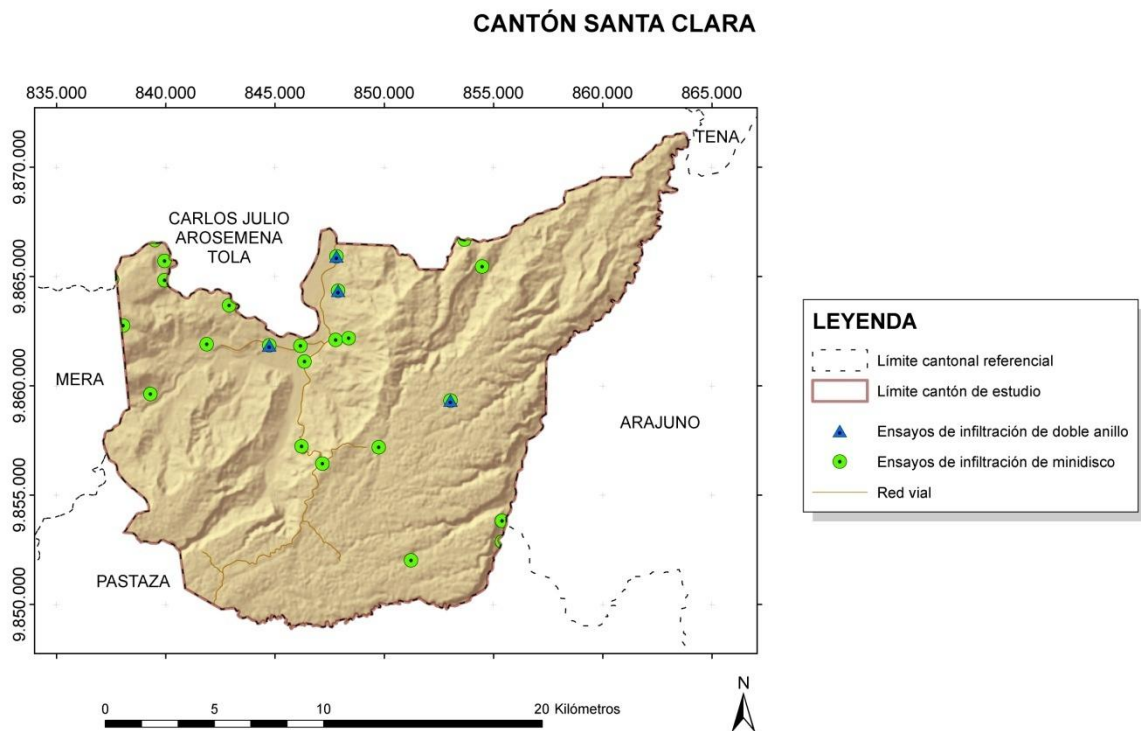 CANTÓN SANTA CLARA
835.000 840.000 845.000 850.000 855.000 860.000 865.000
9.870.000
9.865.000
9.860.000
9.855.000
9.850.000
TENA
CARLOS JULIO
AROSEMENA
TOLA
MERA
ARAJUNO
PASTAZA
LEYENDA
Límite cantonal referencial
Límite cantón de estudio
Ensayos de infiltración de doble anillo
Ensayos de infiltración de minidisco
Red vial
0 5 10 20 Kilómetros
N